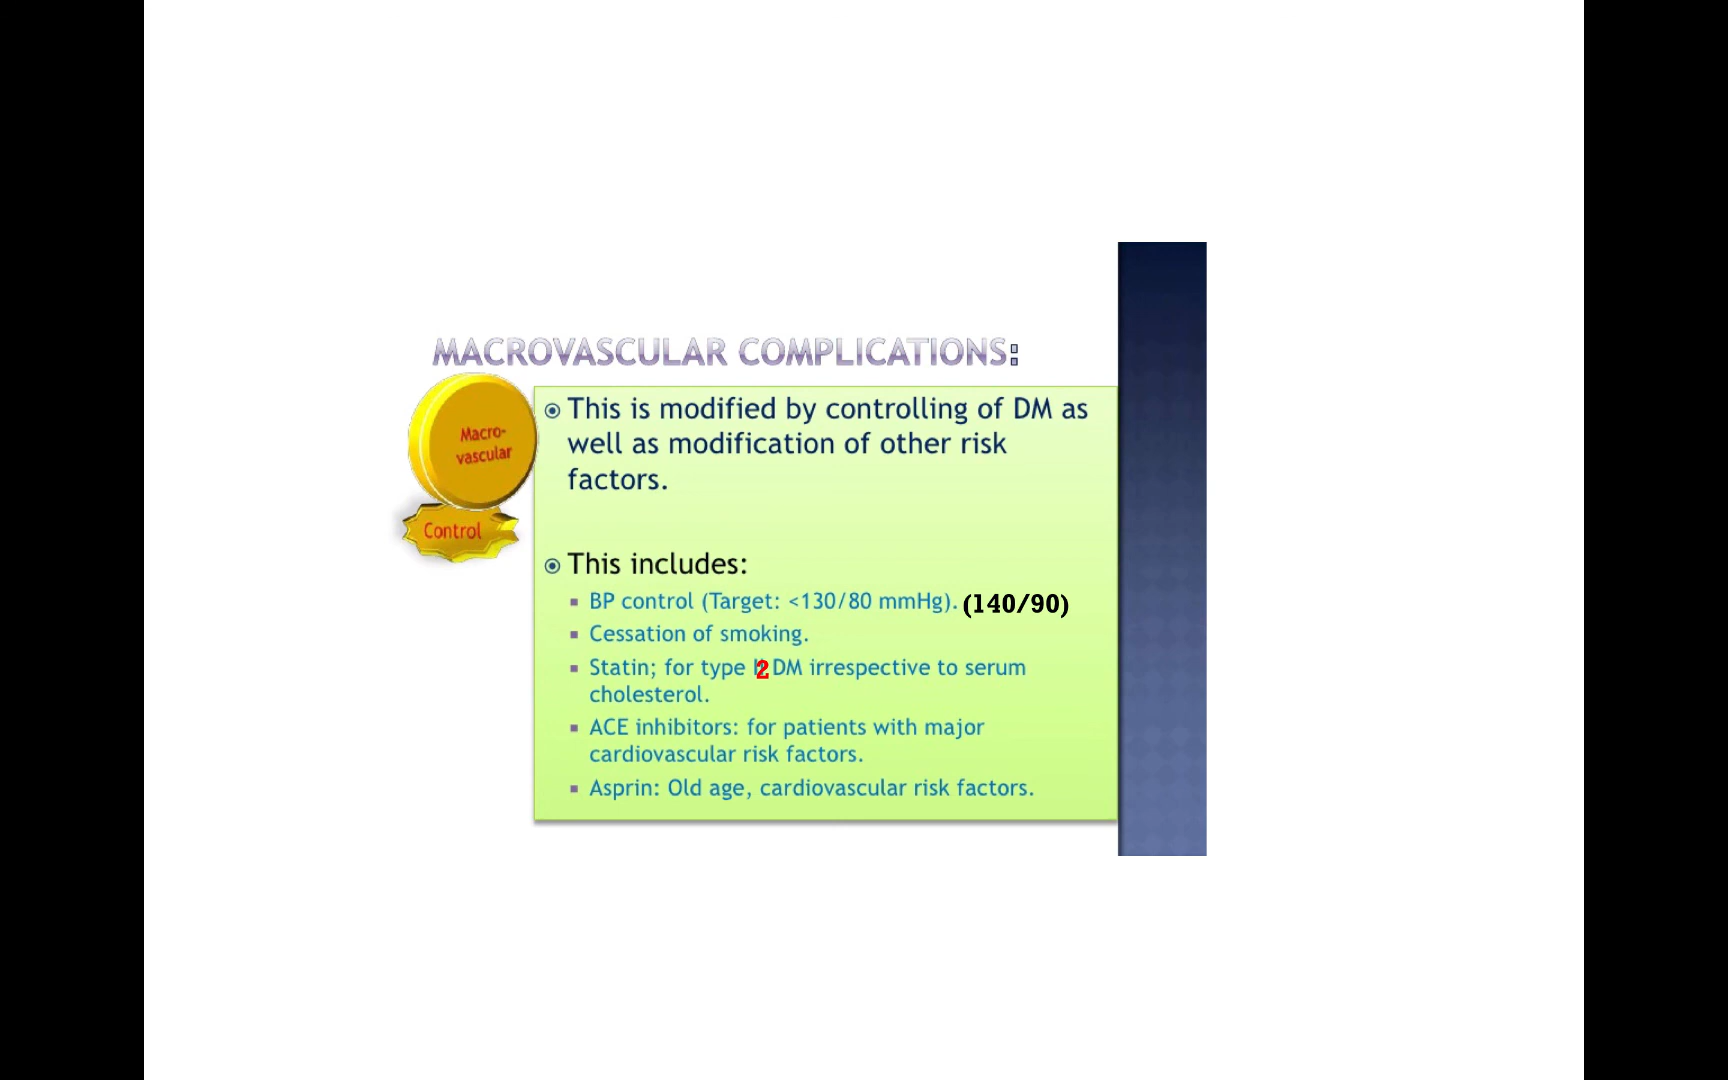 MACROVASCULAR COMPLICATIONS:
Macro-
vascular
Control
This is modified by controlling of DM as
well as modification of other risk
factors.
This includes:
BP control (Target: <130/80 mmHg). (140/90)
Cessation of smoking.
Statin; for type 2 DM irrespective to serum
cholesterol.
ACE inhibitors: for patients with major
cardiovascular risk factors.
Asprin: Old age, cardiovascular risk factors.